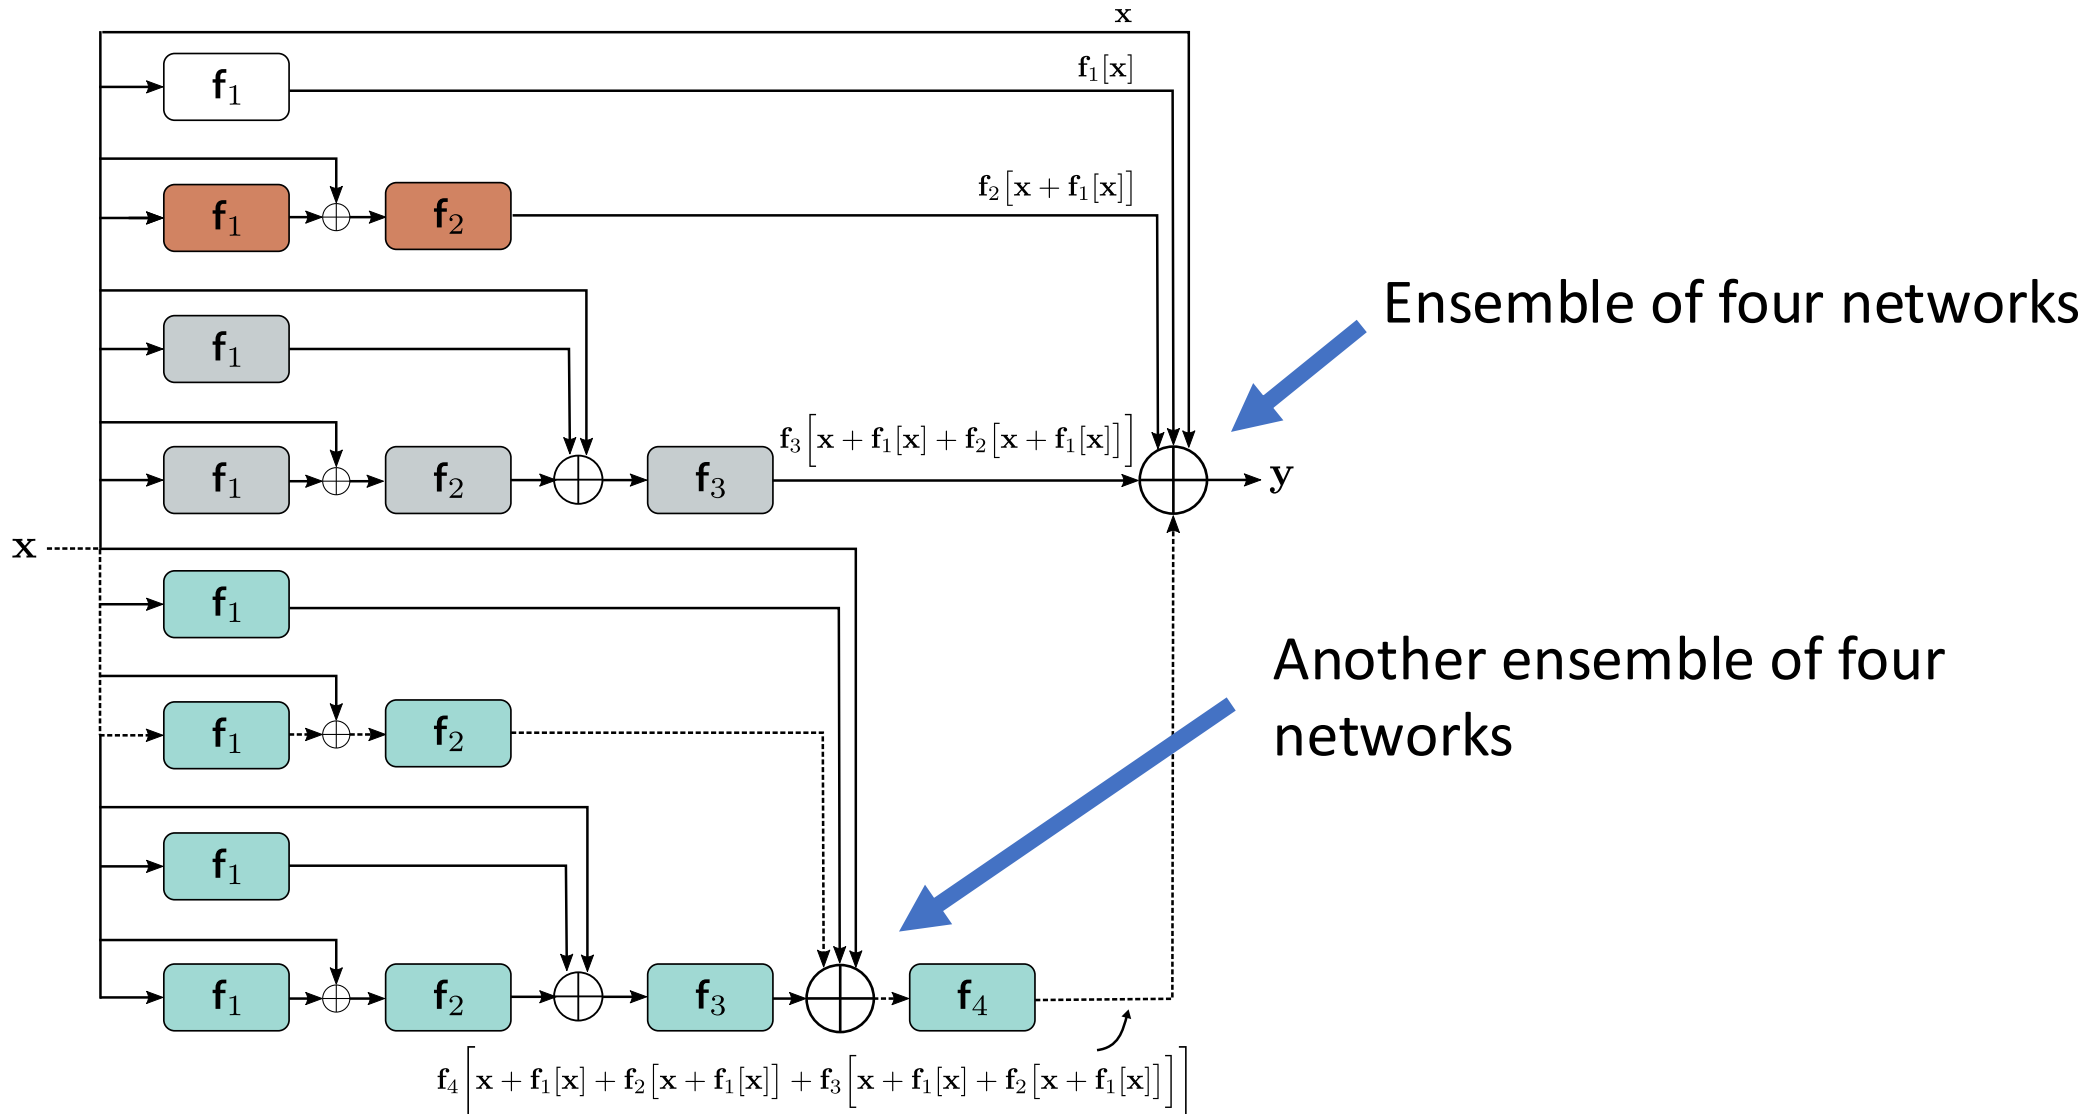 x
f₁
f₁[x]
f₁
f₂
f₂[x + f₁[x]]
Ensemble of four networks
f₁
f₁
f₂
f₃
f₃[x + f₁[x] + f₂[x + f₁[x]]]
y
x
f₁
Another ensemble of four
networks
f₁
f₂
f₁
f₁
f₂
f₃
f₄
f₄[x + f₁[x] + f₂[x + f₁[x]] + f₃[x + f₁[x] + f₂[x + f₁[x]]]]